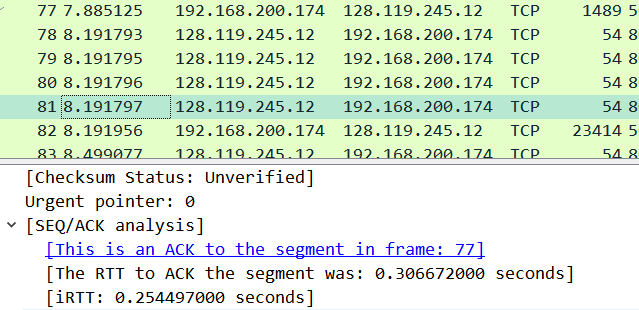 77 7.885125 192.168.200.174 128.119.245.12 TCP 1489 5
78 8.191793 128.119.245.12 192.168.200.174 TCP 54 8
79 8.191795 128.119.245.12 192.168.200.174 TCP 54 8
80 8.191796 128.119.245.12 192.168.200.174 TCP 54 8
81 8.191797 128.119.245.12 192.168.200.174 TCP 54 8
82 8.191956 192.168.200.174 128.119.245.12 TCP 23414 5
83 8.499077 128.119.245.12 192.168.200.174 TCP 54 8
[Checksum Status: Unverified]
Urgent pointer: 0
[SEQ/ACK analysis]
[This is an ACK to the segment in frame: 77]
[The RTT to ACK the segment was: 0.306672000 seconds]
[iRTT: 0.254497000 seconds]